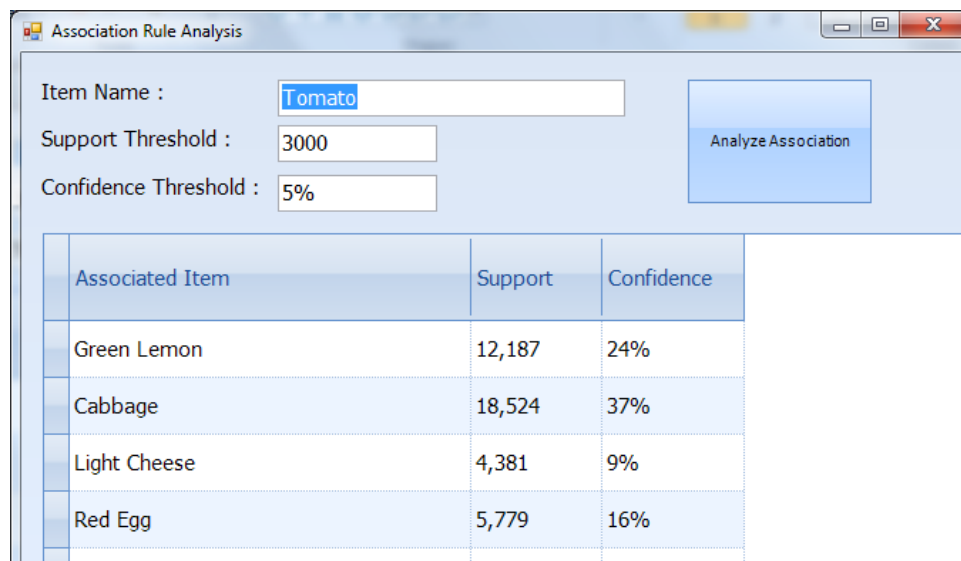 Association Rule Analysis
Item Name :
Tomato
Support Threshold :
3000
Confidence Threshold :
5%
Analyze Association
Associated Item Support Confidence
Green Lemon 12,187 24%
Cabbage 18,524 37%
Light Cheese 4,381 9%
Red Egg 5,779 16%